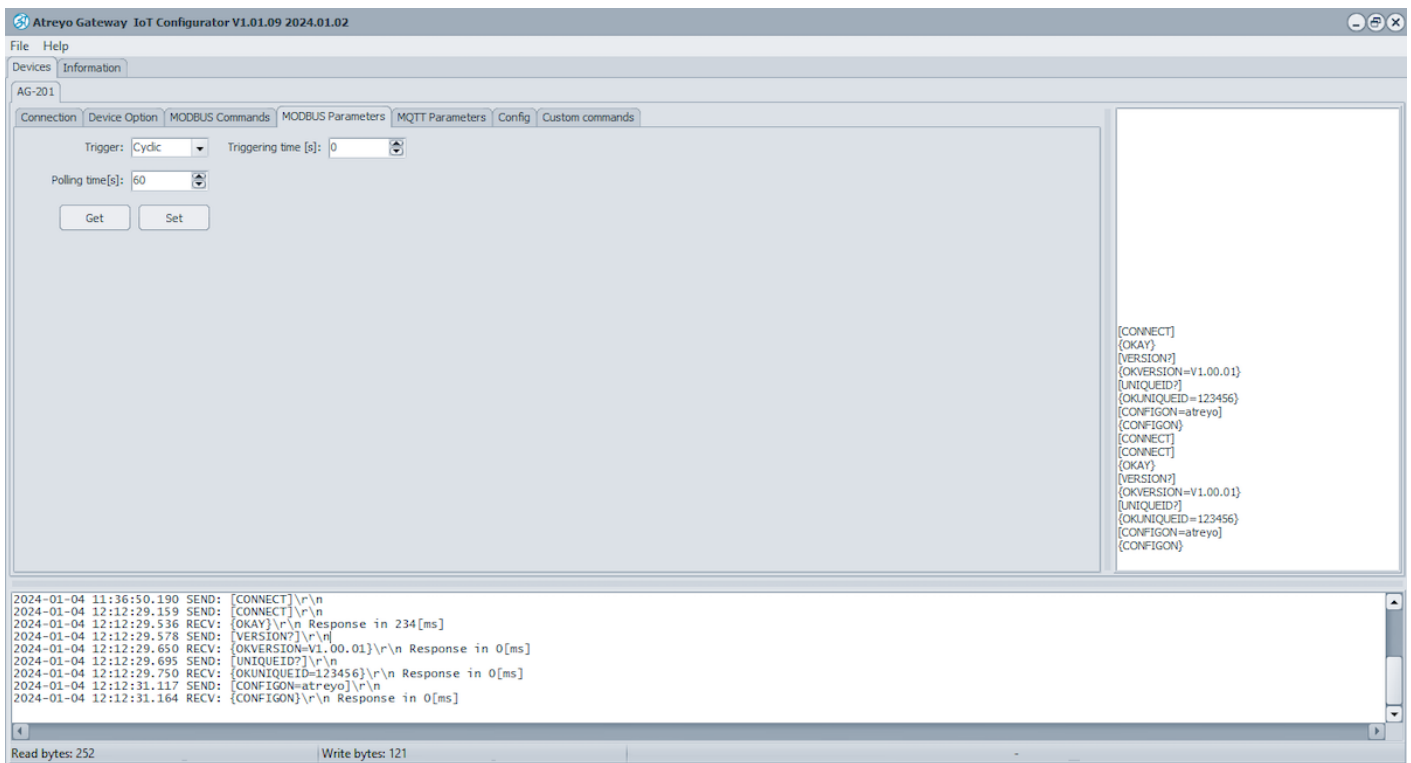 Atreyo Gateway IoT Configurator V1.01.09 2024.01.02
File Help
Devices Information
AG-201
Connection Device Option MODBUS Commands MODBUS Parameters MQTT Parameters Config Custom commands
Trigger: Cyclic Triggering time [s]: 0
Polling time[s]: 60
Get Set
[CONNECT]
{OKAY}
[VERSION?]
{OKVERSION=V1.00.01}
[UNIQUEID?]
{OKUNIQUEID=123456}
[CONFIGON=atreyo]
{CONFIGON}
[CONNECT]
[CONNECT]
{OKAY}
[VERSION?]
{OKVERSION=V1.00.01}
[UNIQUEID?]
{OKUNIQUEID=123456}
[CONFIGON=atreyo]
{CONFIGON}
2024-01-04 11:36:50.190 SEND: [CONNECT]\r\n
2024-01-04 12:12:29.159 SEND: [CONNECT]\r\n
2024-01-04 12:12:29.536 RECV: {OKAY}\r\n Response in 234[ms]
2024-01-04 12:12:29.578 SEND: [VERSION?]\r\n
2024-01-04 12:12:29.650 RECV: {OKVERSION=V1.00.01}\r\n Response in 0[ms]
2024-01-04 12:12:29.695 SEND: [UNIQUEID?]\r\n
2024-01-04 12:12:29.750 RECV: {OKUNIQUEID=123456}\r\n Response in 0[ms]
2024-01-04 12:12:31.117 SEND: [CONFIGON=atreyo]\r\n
2024-01-04 12:12:31.164 RECV: {CONFIGON}\r\n Response in 0[ms]
Read bytes: 252 Write bytes: 121 -